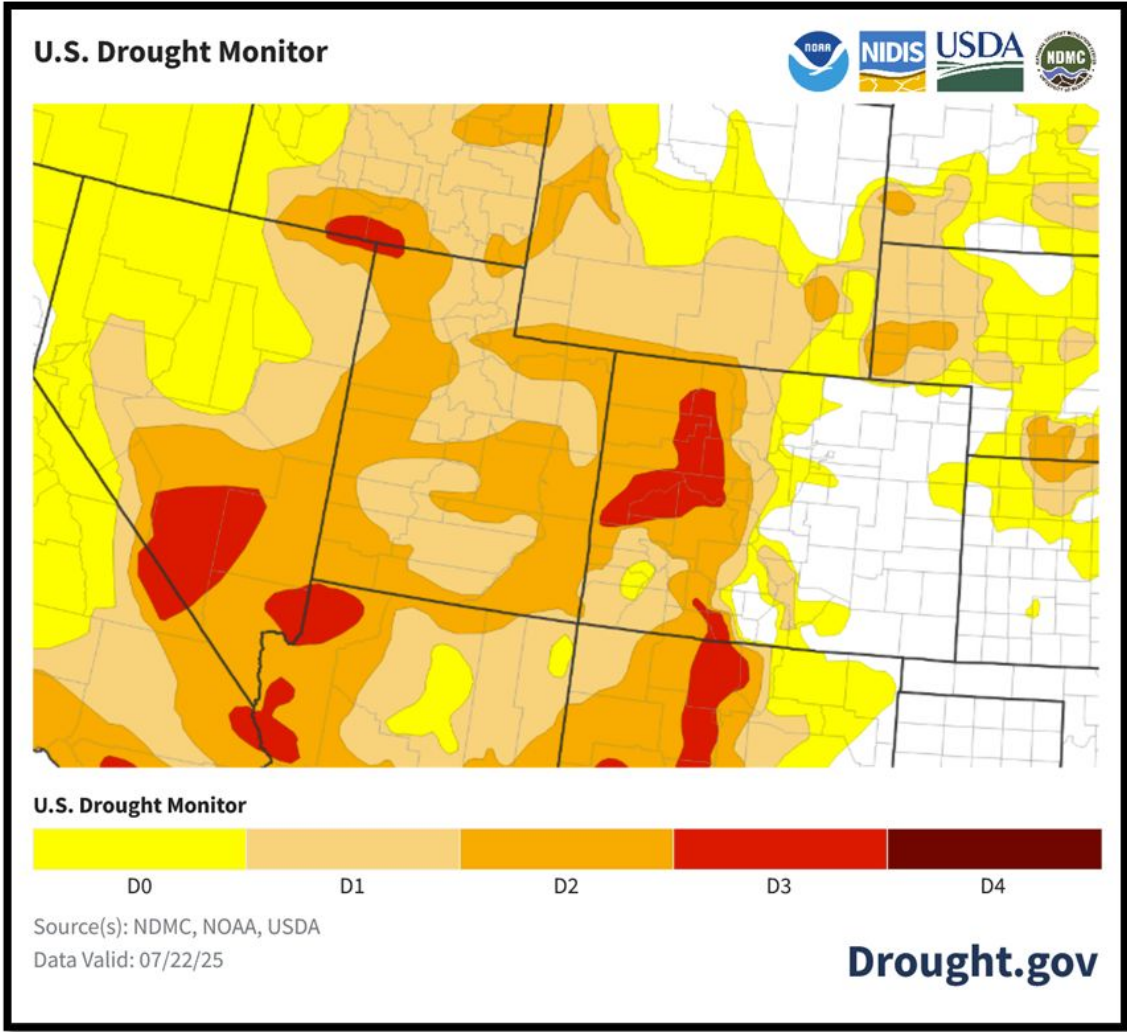 U.S. Drought Monitor
NOAA
NIDIS
USDA
NDMC
U.S. Drought Monitor
D0
D1
D2
D3
D4
Source(s): NDMC, NOAA, USDA
Data Valid: 07/22/25
Drought.gov